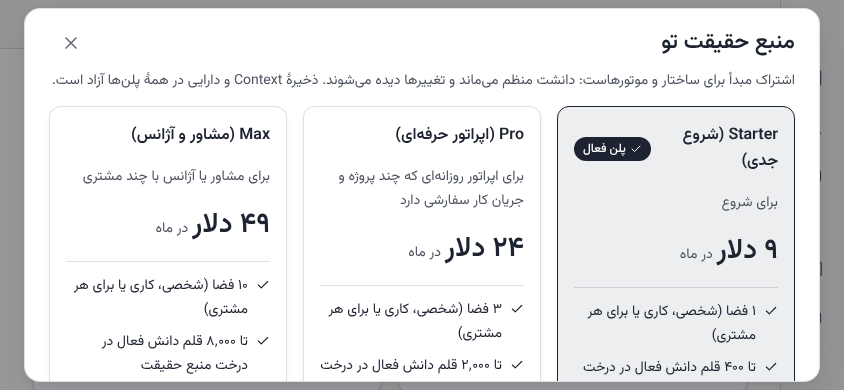 منبع حقیقت تو
اشتراک مبدأ برای ساختار و موتورهاست: دانشت منظم می‌ماند و تغییرها دیده می‌شوند. ذخیرهٔ Context و دارایی در همهٔ پلن‌ها آزاد است.
Starter (شروع
جدی)
پلن فعال
برای شروع
۹ دلار در ماه
۱ فضا (شخصی، کاری یا برای هر
مشتری)
تا ۴۰۰ قلم دانش فعال در درخت
Pro (اپراتور حرفه‌ای)
برای اپراتور روزانه‌ای که چند پروژه و
جریان کار سفارشی دارد
۲۴ دلار در ماه
۳ فضا (شخصی، کاری یا برای هر
مشتری)
تا ۲٬۰۰۰ قلم دانش فعال در درخت
Max (مشاور و آژانس)
برای مشاور یا آژانس با چند مشتری
۴۹ دلار در ماه
۱۰ فضا (شخصی، کاری یا برای هر
مشتری)
تا ۸٬۰۰۰ قلم دانش فعال در
درخت منبع حقیقت